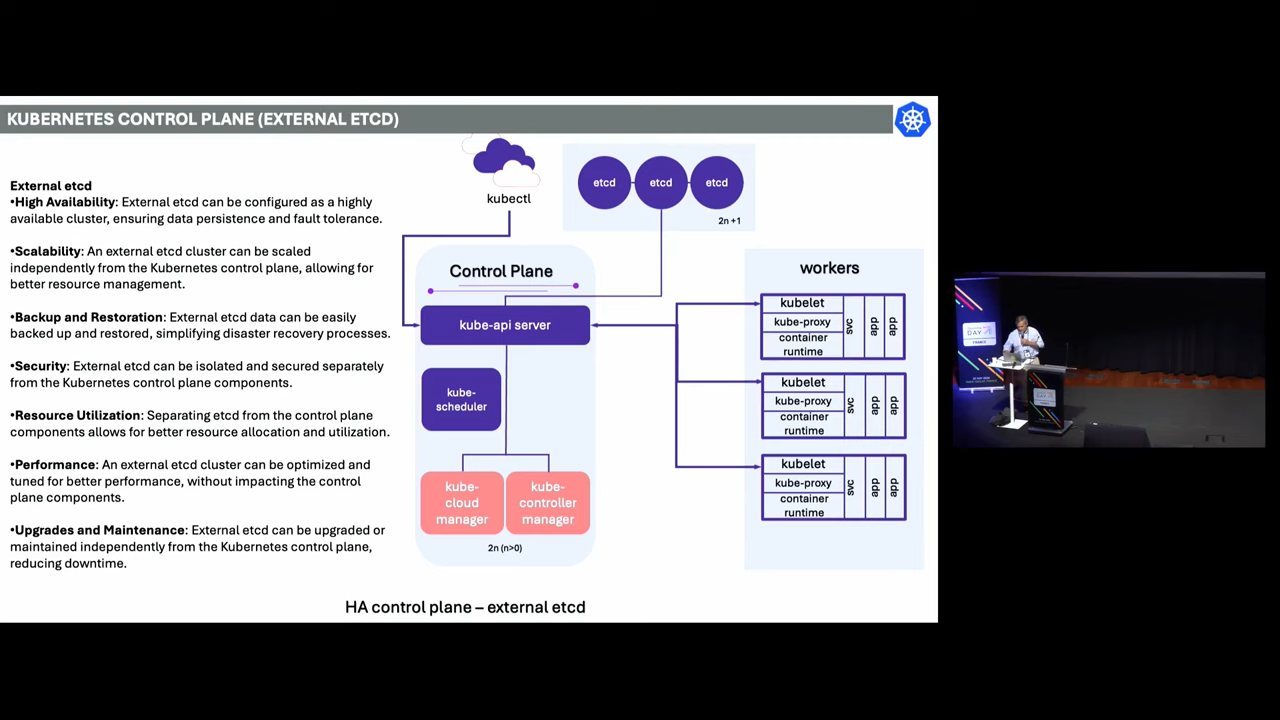 KUBERNETES CONTROL PLANE (EXTERNAL ETCD)
External etcd
•High Availability: External etcd can be configured as a highly
available cluster, ensuring data persistence and fault tolerance.
•Scalability: An external etcd cluster can be scaled
independently from the Kubernetes control plane, allowing for
better resource management.
•Backup and Restoration: External etcd data can be easily
backed up and restored, simplifying disaster recovery processes.
•Security: External etcd can be isolated and secured separately
from the Kubernetes control plane components.
•Resource Utilization: Separating etcd from the control plane
components allows for better resource allocation and utilization.
•Performance: An external etcd cluster can be optimized and
tuned for better performance, without impacting the control
plane components.
•Upgrades and Maintenance: External etcd can be upgraded or
maintained independently from the Kubernetes control plane,
reducing downtime.
kubectl
etcd
etcd
etcd
2n +1
Control Plane
kube-api server
kube-
scheduler
kube-
cloud
manager
kube-
controller
manager
2n (n>0)
workers
kubelet
kube-proxy
container
runtime
svc
app
app
kubelet
kube-proxy
container
runtime
svc
app
app
kubelet
kube-proxy
container
runtime
svc
app
app
HA control plane – external etcd
DAY
FRANCE
DAY